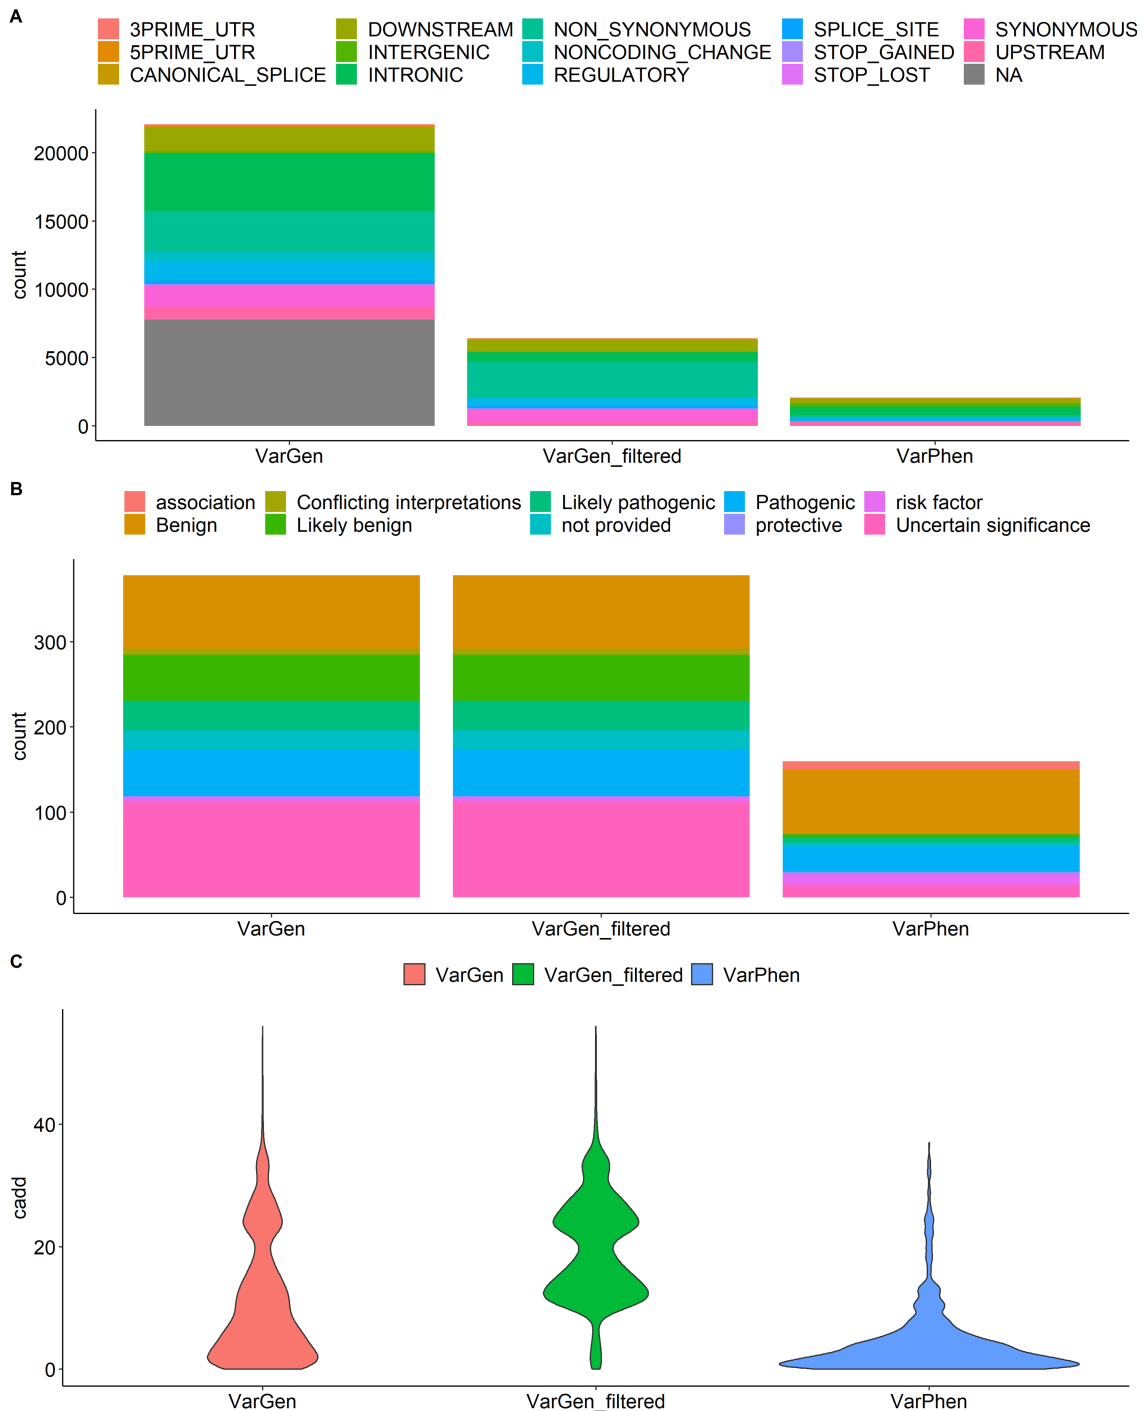 A
3PRIME_UTR DOWNSTREAM NON_SYNONYMOUS SPLICE_SITE SYNONYMOUS
5PRIME_UTR INTERGENIC NONCODING_CHANGE STOP_GAINED UPSTREAM
CANONICAL_SPLICE INTRONIC REGULATORY STOP_LOST NA
20000
15000
10000
5000
0
count
VarGen VarGen_filtered VarPhen
B
association Conflicting interpretations Likely pathogenic Pathogenic risk factor
Benign Likely benign not provided protective Uncertain significance
300
200
100
0
count
VarGen VarGen_filtered VarPhen
C
VarGen VarGen_filtered VarPhen
40
20
0
cadd
VarGen VarGen_filtered VarPhen